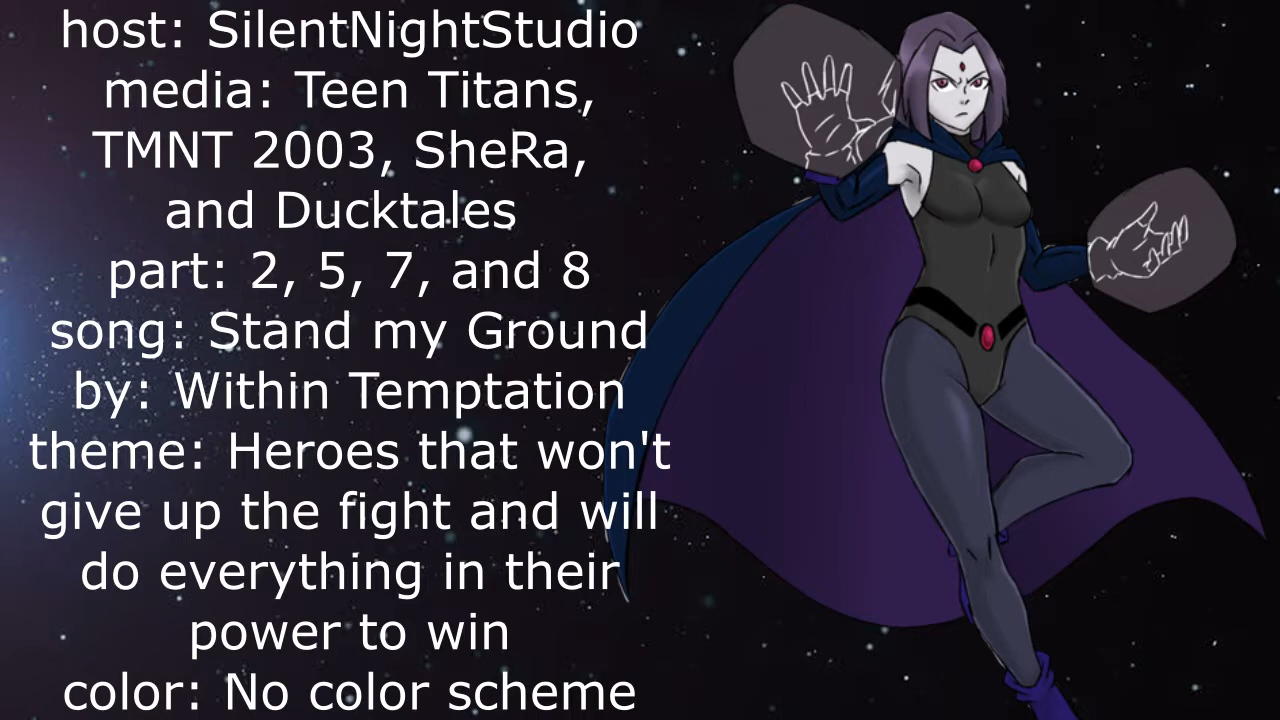 host: SilentNightStudio
media: Teen Titans,
TMNT 2003, SheRa,
and Ducktales
part: 2, 5, 7, and 8
song: Stand my Ground
by: Within Temptation
theme: Heroes that won't
give up the fight and will
do everything in their
power to win
color: No color scheme